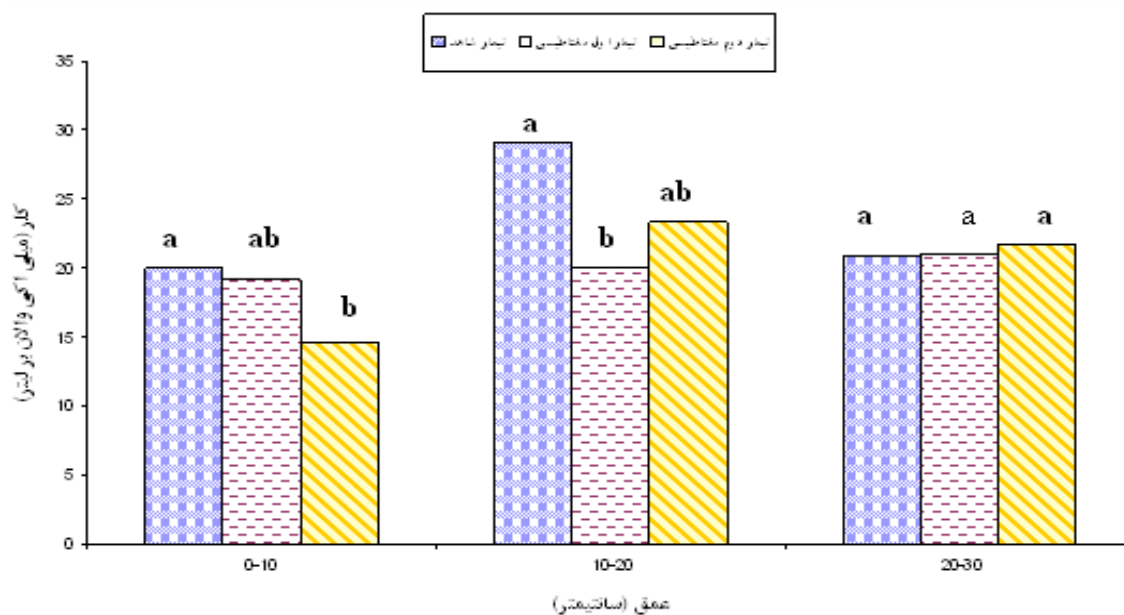 تیمار شاهد تیمار اول مغناطیسی تیمار دوم مغناطیسی
35
30
25
20
15
10
5
0
کلر (میلی اکی والان بر لیتر)
a ab b
a b ab
a a a
0-10 10-20 20-30
عمق (سانتیمتر)